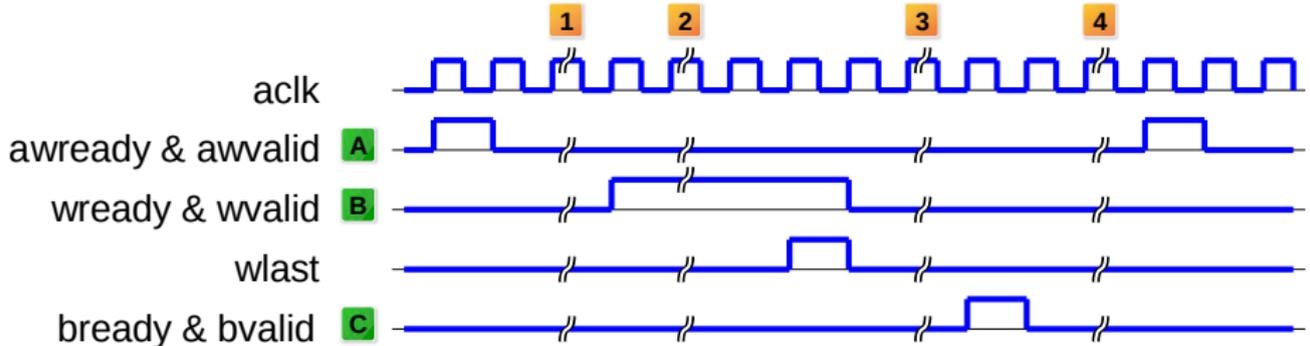 1 2 3 4
aclk
awready & awvalid A
wready & wvalid B
wlast
bready & bvalid C